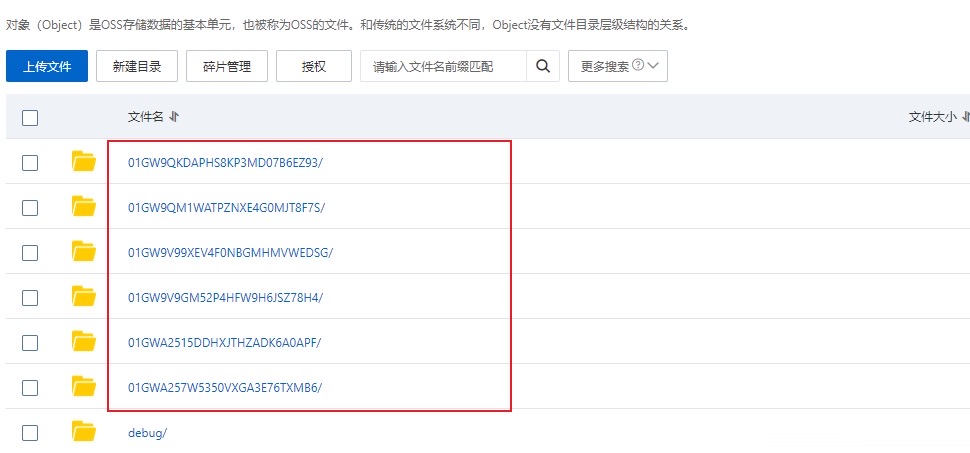 对象（Object）是OSS存储数据的基本单元，也被称为OSS的文件。和传统的文件系统不同，Object没有文件目录层级结构的关系。
上传文件 新建目录 碎片管理 授权 请输入文件名前缀匹配 更多搜索
文件名 文件大小
01GW9QKDAPHS8KP3MD07B6EZ93/
01GW9QM1WATPZNXE4G0MJT8F7S/
01GW9V99XEV4F0NBGMHMVWEDSG/
01GW9V9GM52P4HFW9H6JSZ78H4/
01GWA2515DDHXJTHZADK6A0APF/
01GWA257W5350VXGA3E76TXMB6/
debug/